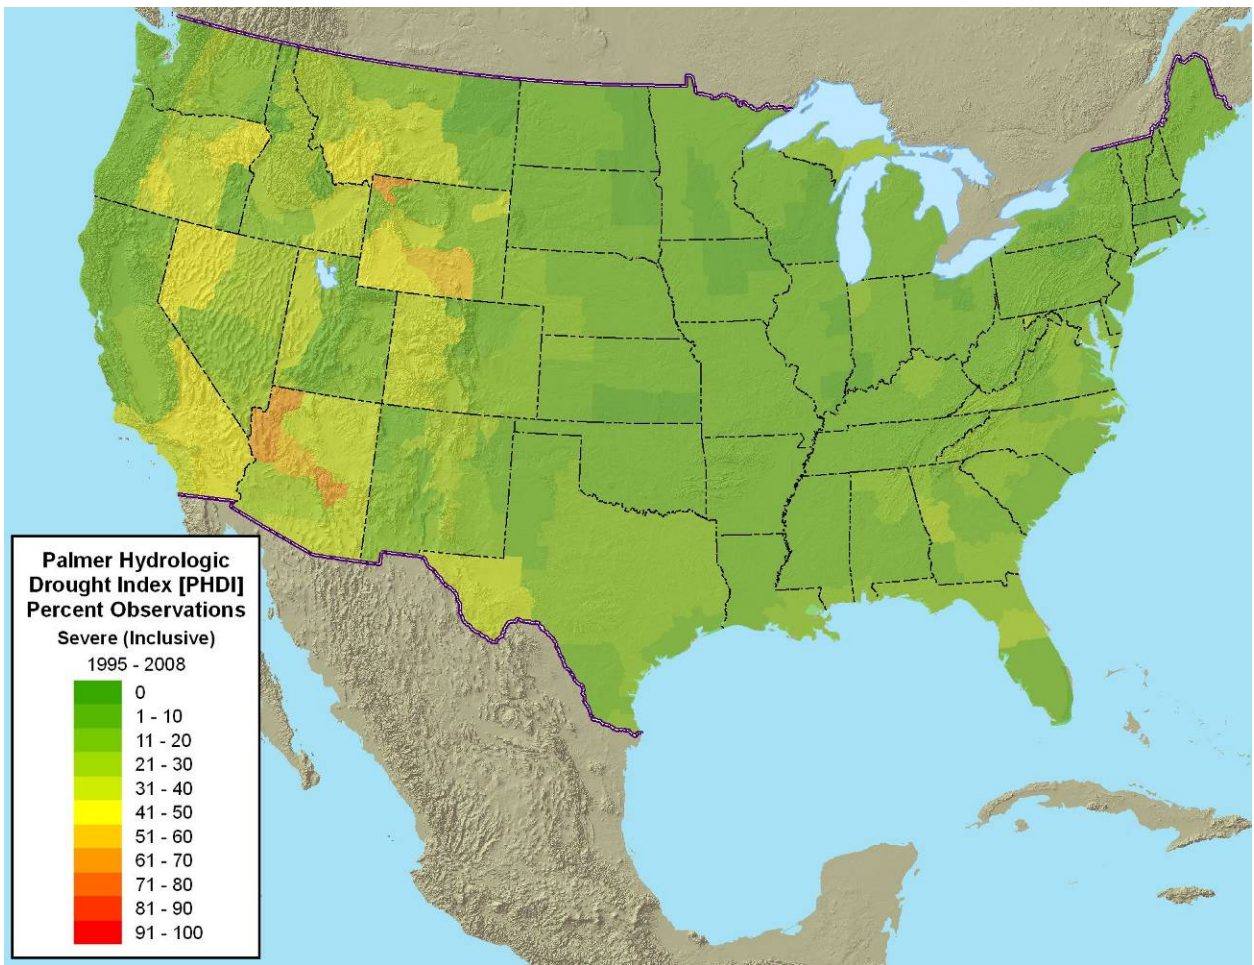 Palmer Hydrologic
Drought Index [PHDI]
Percent Observations
Severe (Inclusive)
1995 - 2008
0
1 - 10
11 - 20
21 - 30
31 - 40
41 - 50
51 - 60
61 - 70
71 - 80
81 - 90
91 - 100